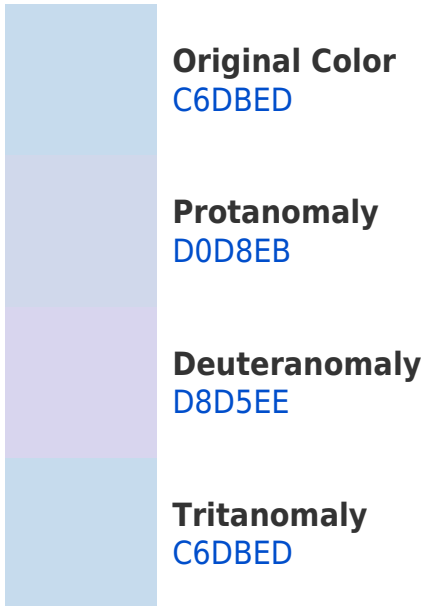 Original Color
C6DBED
Protanomaly
D0D8EB
Deuteranomaly
D8D5EE
Tritanomaly
C6DBED